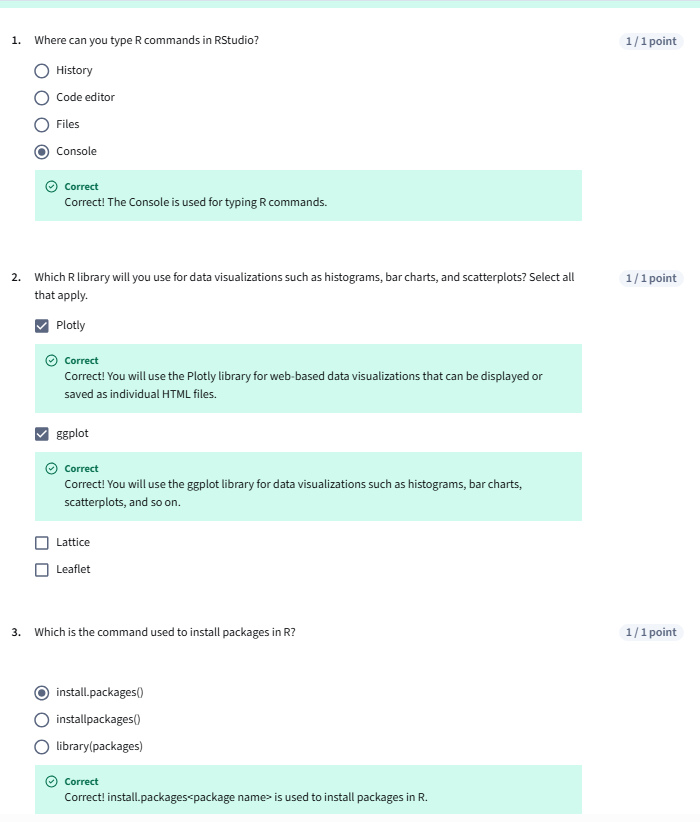 1. Where can you type R commands in RStudio? 1 / 1 point
History
Code editor
Files
Console
Correct
Correct! The Console is used for typing R commands.
2. Which R library will you use for data visualizations such as histograms, bar charts, and scatterplots? Select all 1 / 1 point
that apply.
Plotly
Correct
Correct! You will use the Plotly library for web-based data visualizations that can be displayed or
saved as individual HTML files.
ggplot
Correct
Correct! You will use the ggplot library for data visualizations such as histograms, bar charts,
scatterplots, and so on.
Lattice
Leaflet
3. Which is the command used to install packages in R? 1 / 1 point
install.packages()
installpackages()
library(packages)
Correct
Correct! install.packages<package name> is used to install packages in R.